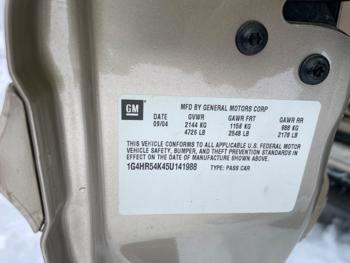 GM
MFD BY GENERAL MOTORS CORP
DATE GVWR GAWR FRT GAWR RR
09/04 2144 KG 1156 KG 988 KG
4726 LB 2548 LB 2178 LB
THIS VEHICLE CONFORMS TO ALL APPLICABLE U.S. FEDERAL MOTOR
VEHICLE SAFETY, BUMPER, AND THEFT PREVENTION STANDARDS IN
EFFECT ON THE DATE OF MANUFACTURE SHOWN ABOVE.
1G4HR54K45U141988 TYPE: PASS CAR